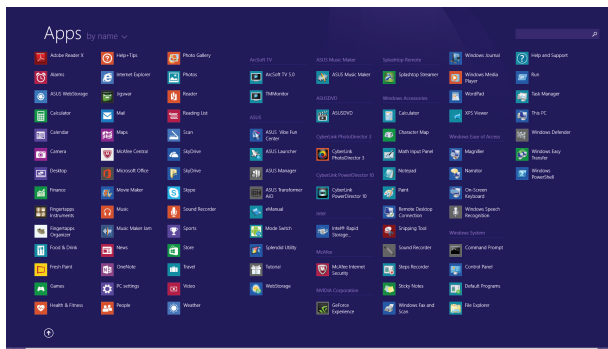 Apps by name
Adobe Reader X
Alarms
ASUS WebStorage
Calculator
Calendar
Camera
Desktop
Finance
Fingertapps
Instruments
Fingertapps
Organizer
Food & Drink
Fresh Paint
Games
Health & Fitness
Help+Tips
Internet Explorer
Jigswar
Mail
Maps
McAfee Central
Microsoft Office
Movie Maker
Music
Music Maker Jam
News
OneNote
PC settings
People
Photo Gallery
Photos
Reader
Reading List
Scan
SkyDrive
SkyDrive
Skype
Sound Recorder
Sports
Store
Travel
Video
Weather
ArcSoft TV
ArcSoft TV 5.0
TMMonitor
ASUS
ASUS Vibe Fun
Center
ASUS Launcher
ASUS Manager
ASUS Transformer
AiO
eManual
Mode Switch
Splendid Utility
Tutorial
WebStorage
ASUS Music Maker
ASUS Music Maker
ASUSDVD
ASUSDVD
CyberLink PhotoDirector 3
CyberLink
PhotoDirector 3
CyberLink PowerDirector 10
CyberLink
PowerDirector 10
Intel
Intel® Rapid
Storage...
McAfee
McAfee Internet
Security
NVIDIA Corporation
GeForce
Experience
Splashtop Remote
Splashtop Streamer
Windows Accessories
Calculator
Character Map
Math Input Panel
Notepad
Paint
Remote Desktop
Connection
Snipping Tool
Sound Recorder
Steps Recorder
Sticky Notes
Windows Fax and
Scan
Windows Journal
Windows Media
Player
WordPad
XPS Viewer
Windows Ease of Access
Magnifier
Narrator
On-Screen
Keyboard
Windows Speech
Recognition
Windows System
Command Prompt
Control Panel
Default Programs
File Explorer
Help and Support
Run
Task Manager
This PC
Windows Defender
Windows Easy
Transfer
Windows
PowerShell